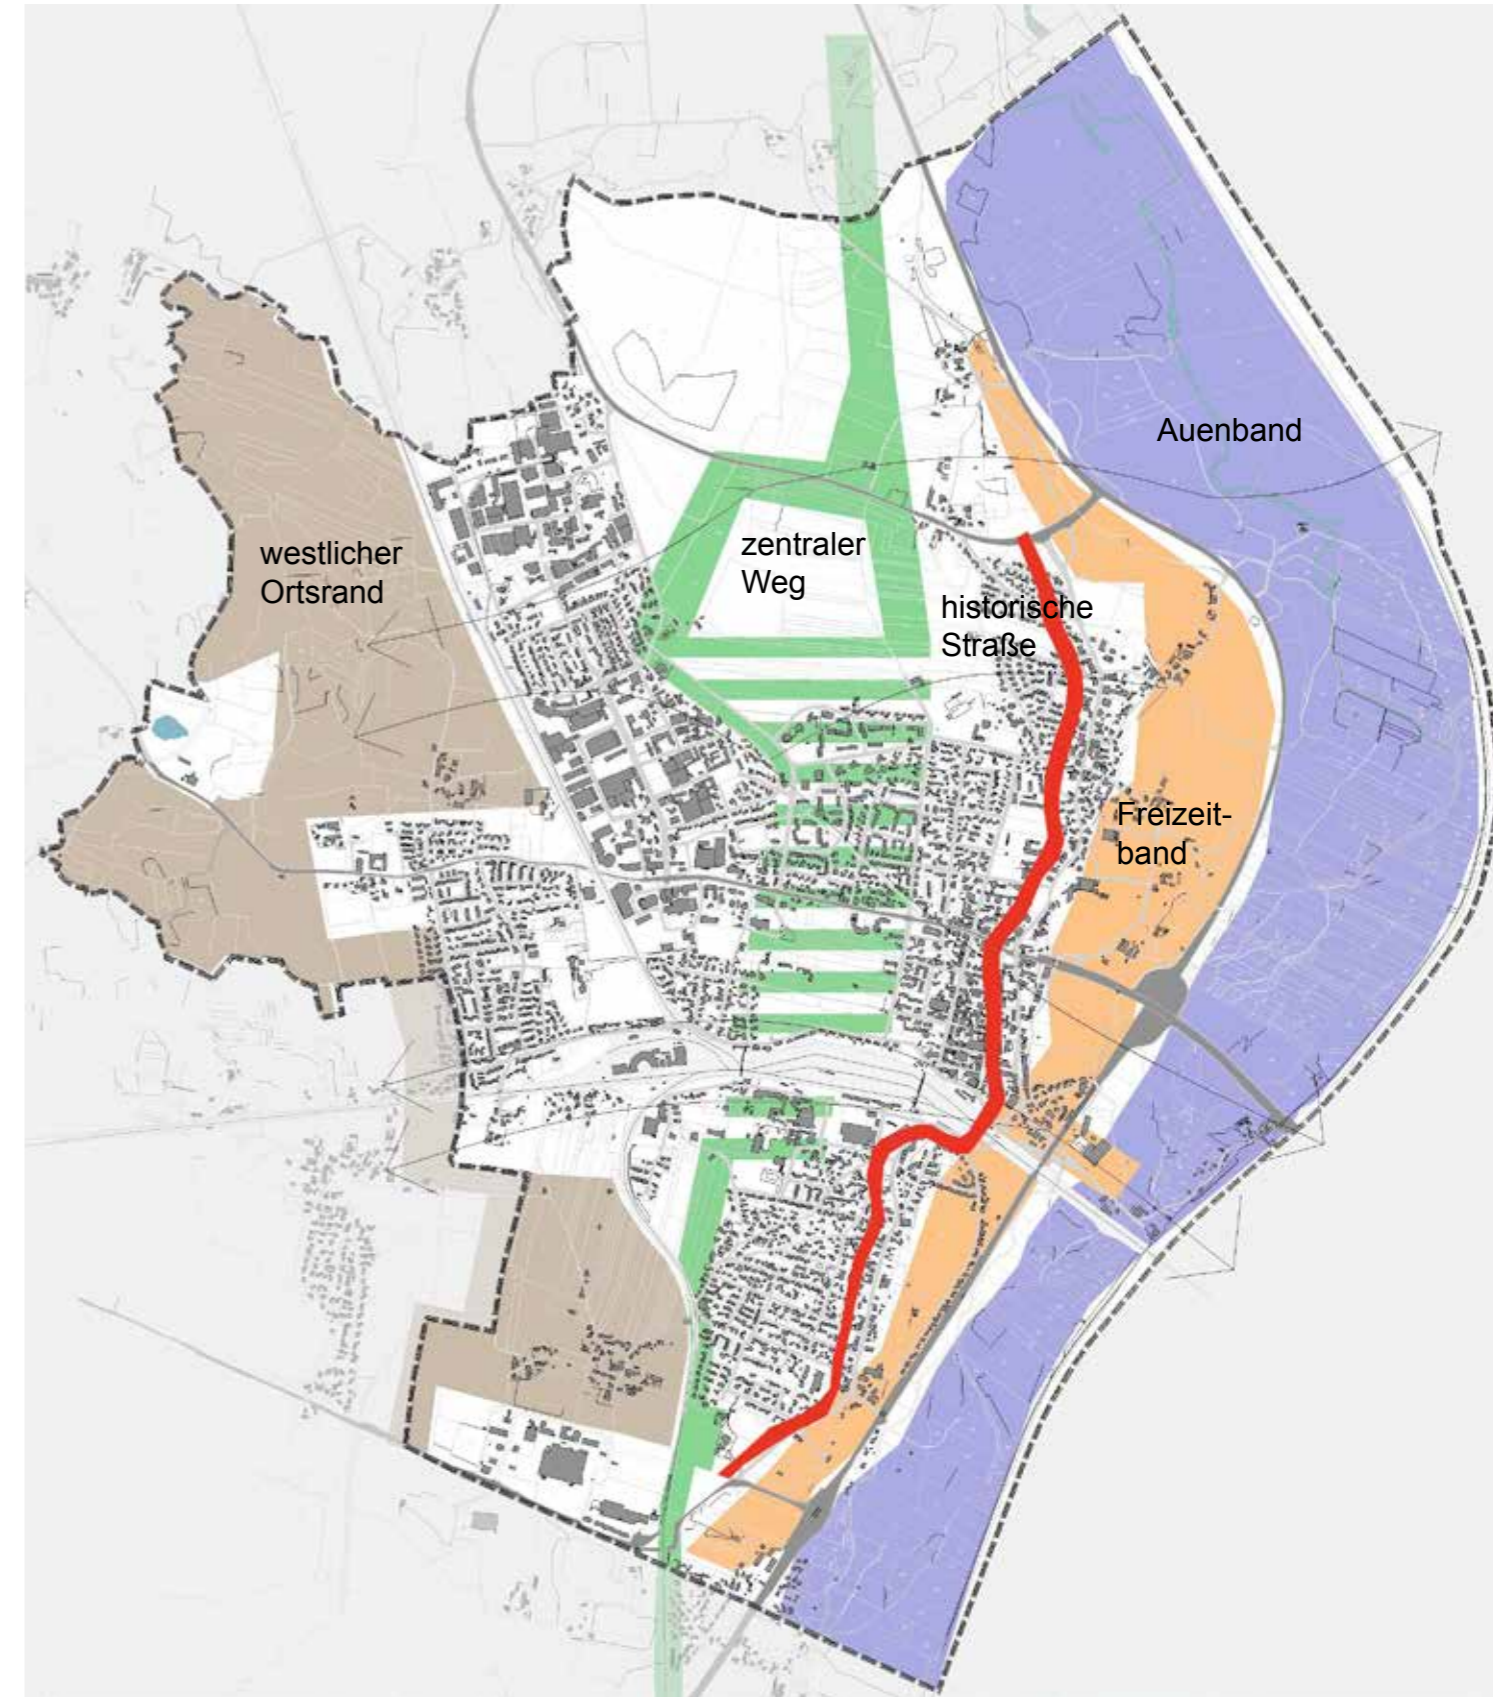 Auenband
westlicher
Ortsrand
zentraler
Weg
historische
Straße
Freizeit-
band